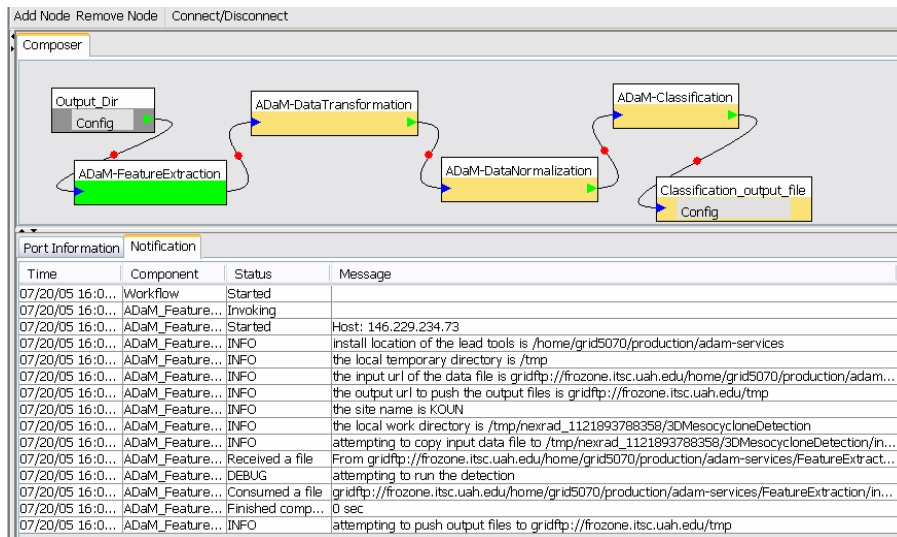 Add Node Remove Node Connect/Disconnect
Composer
Output_Dir
Config
ADaM-DataTransformation
ADaM-Classification
ADaM-FeatureExtraction
ADaM-DataNormalization
Classification_output_file
Config
Port Information Notification
Time Component Status Message
07/20/05 16:0... Workflow Started
07/20/05 16:0... ADaM_Feature... Invoking
07/20/05 16:0... ADaM_Feature... Started Host: 146.229.234.73
07/20/05 16:0... ADaM_Feature... INFO install location of the lead tools is /home/grid5070/production/adam-services
07/20/05 16:0... ADaM_Feature... INFO the local temporary directory is /tmp
07/20/05 16:0... ADaM_Feature... INFO the input url of the data file is gridftp://frozone.itsc.uah.edu/home/grid5070/production/adam...
07/20/05 16:0... ADaM_Feature... INFO the output url to push the output files is gridftp://frozone.itsc.uah.edu/tmp
07/20/05 16:0... ADaM_Feature... INFO the site name is KOUN
07/20/05 16:0... ADaM_Feature... INFO the local work directory is /tmp/nexrad_1121893788358/3DMesocycloneDetection
07/20/05 16:0... ADaM_Feature... INFO attempting to copy input data file to /tmp/nexrad_1121893788358/3DMesocycloneDetection/in...
07/20/05 16:0... ADaM_Feature... Received a file From gridftp://frozone.itsc.uah.edu/home/grid5070/production/adam-services/FeatureExtract...
07/20/05 16:0... ADaM_Feature... DEBUG attempting to run the detection
07/20/05 16:0... ADaM_Feature... Consumed a file gridftp://frozone.itsc.uah.edu/home/grid5070/production/adam-services/FeatureExtraction/in...
07/20/05 16:0... ADaM_Feature... Finished comp... 0 sec
07/20/05 16:0... ADaM_Feature... INFO attempting to push output files to gridftp://frozone.itsc.uah.edu/tmp